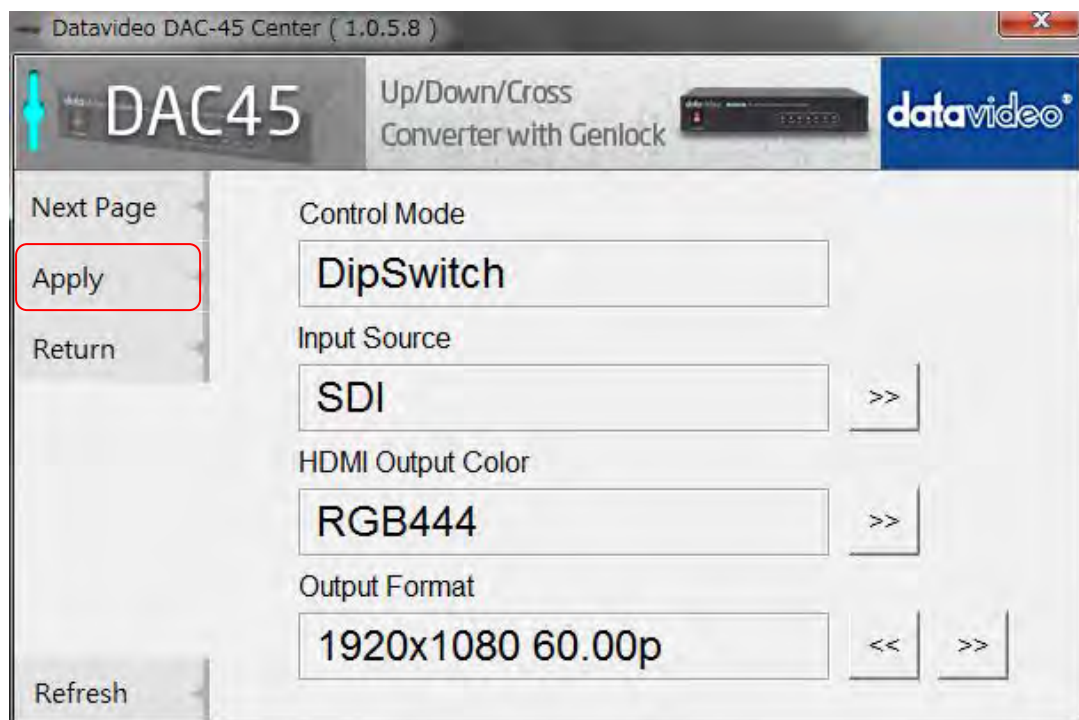 Datavideo DAC-45 Center ( 1.0.5.8 )
DAC45
Up/Down/Cross
Converter with Genlock
datavideo®
Next Page
Apply
Return
Control Mode
DipSwitch
Input Source
SDI
>>
HDMI Output Color
RGB444
>>
Output Format
1920x1080 60.00p
<< >>
Refresh